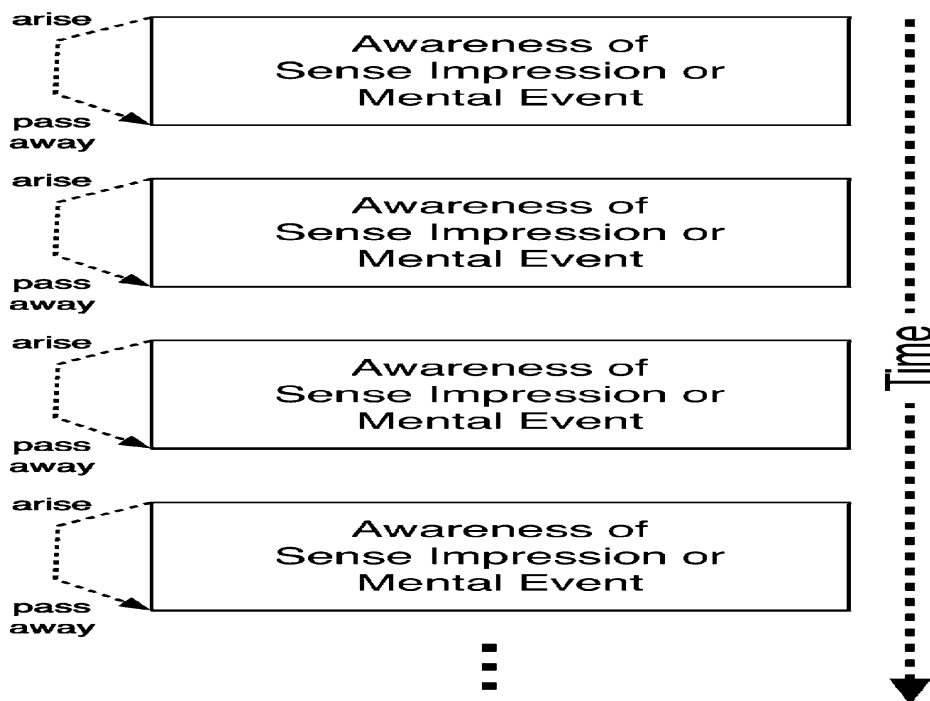 arise
Awareness of
Sense Impression or
Mental Event
pass
away
arise
Awareness of
Sense Impression or
Mental Event
pass
away
Time
arise
Awareness of
Sense Impression or
Mental Event
pass
away
arise
Awareness of
Sense Impression or
Mental Event
pass
away